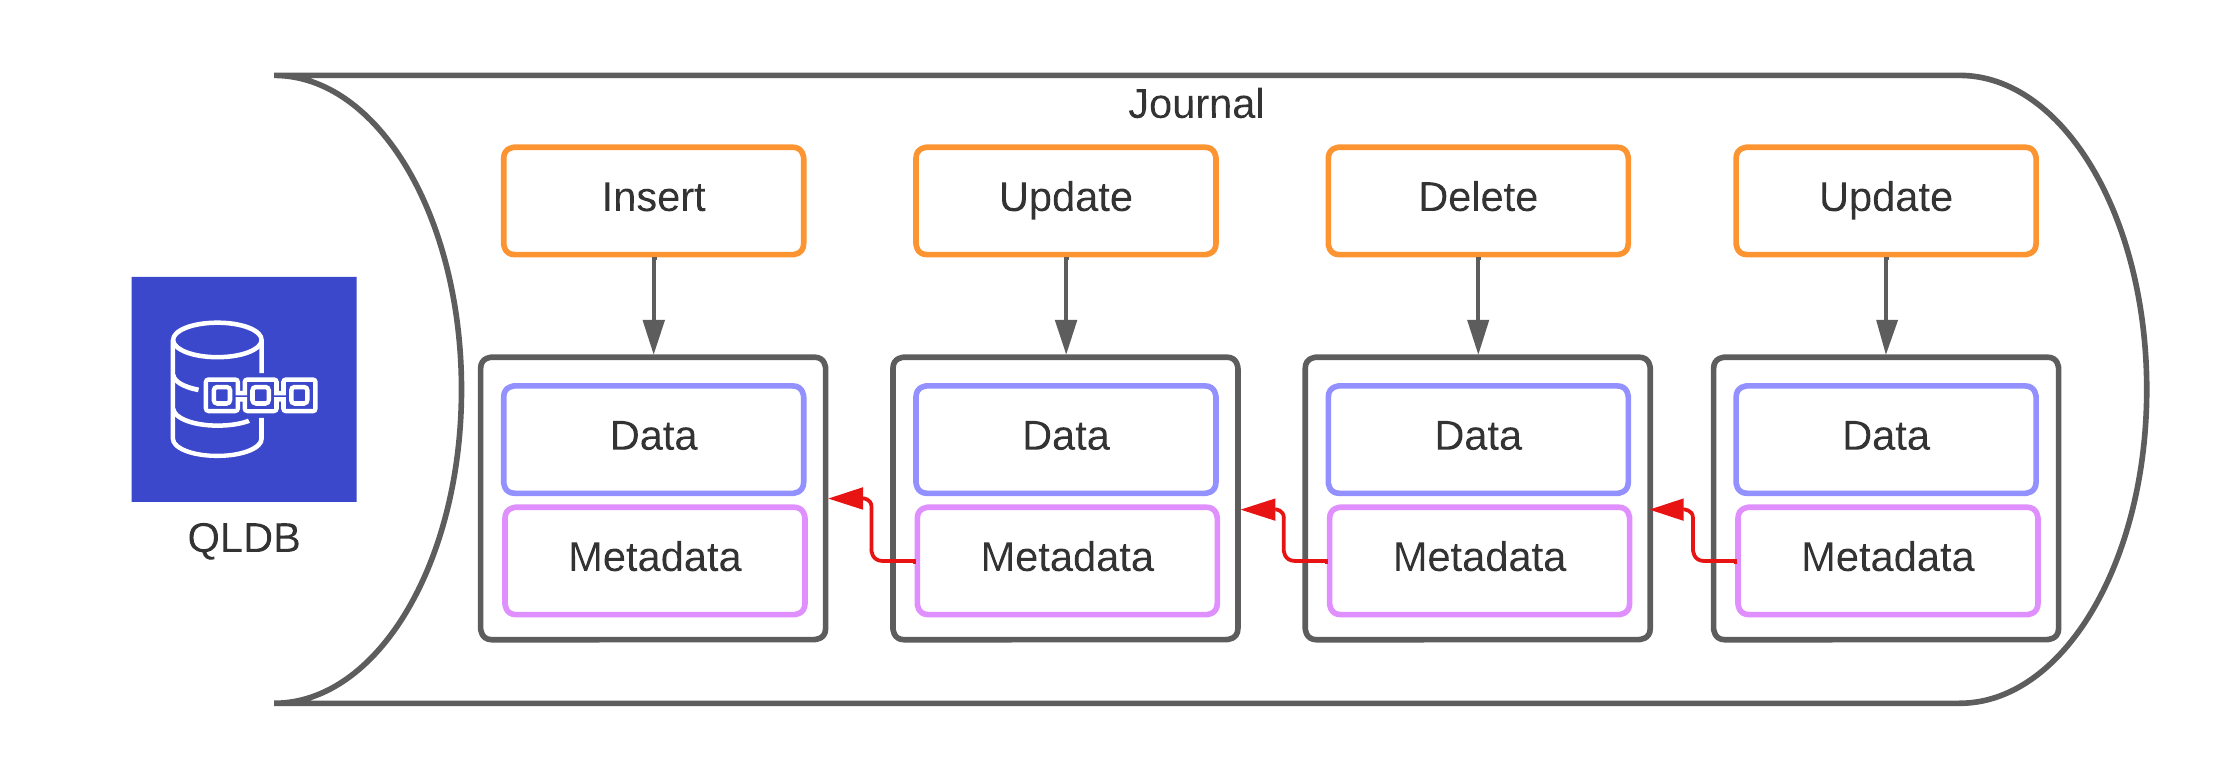 Journal
Insert
Update
Delete
Update
Data
Data
Data
Data
QLDB
Metadata
Metadata
Metadata
Metadata